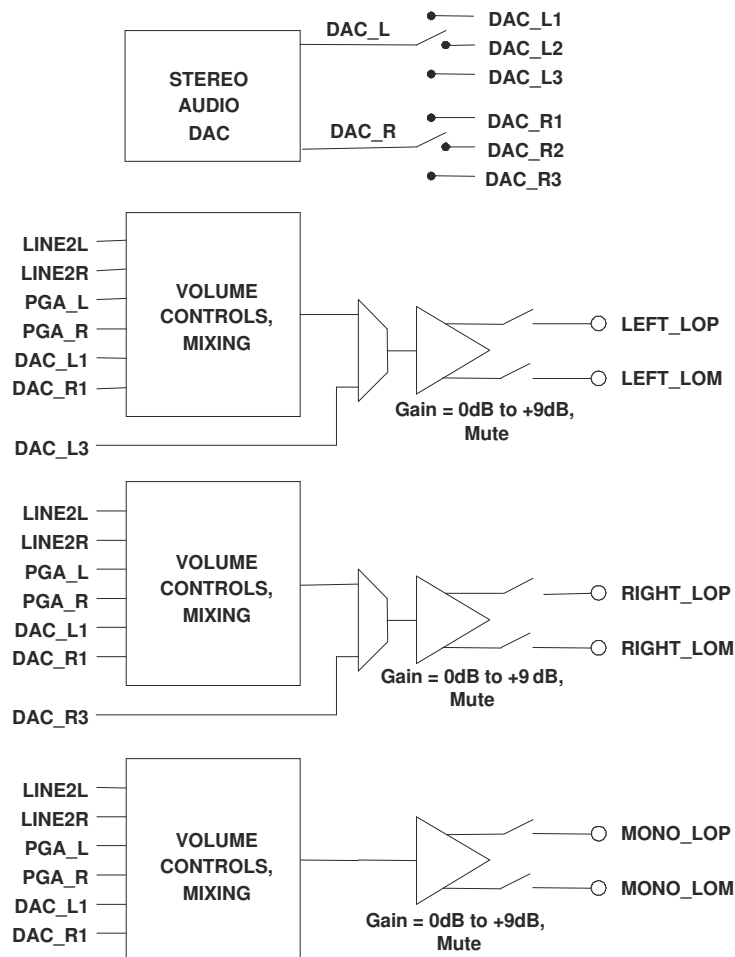 DAC_L
DAC_L1
DAC_L2
DAC_L3
STEREO
AUDIO
DAC
DAC_R
DAC_R1
DAC_R2
DAC_R3
LINE2L
LINE2R
PGA_L
PGA_R
DAC_L1
DAC_R1
DAC_L3
VOLUME
CONTROLS,
MIXING
LEFT_LOP
LEFT_LOM
Gain = 0dB to +9dB,
Mute
LINE2L
LINE2R
PGA_L
PGA_R
DAC_L1
DAC_R1
DAC_R3
VOLUME
CONTROLS,
MIXING
RIGHT_LOP
RIGHT_LOM
Gain = 0dB to +9 dB,
Mute
LINE2L
LINE2R
PGA_L
PGA_R
DAC_L1
DAC_R1
VOLUME
CONTROLS,
MIXING
MONO_LOP
MONO_LOM
Gain = 0dB to +9dB,
Mute